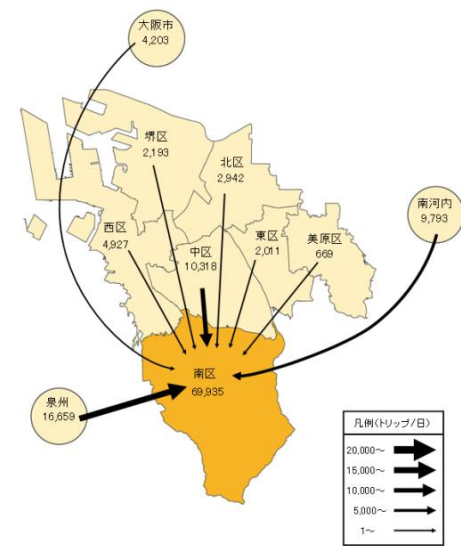 大阪市
4,203
堺区
2,193
北区
2,942
南河内
9,793
西区
4,927
中区
10,318
東区
2,011
美原区
669
南区
69,935
泉州
16,659
凡例(トリップ/日)
20,000～
15,000～
10,000～
5,000～
1～